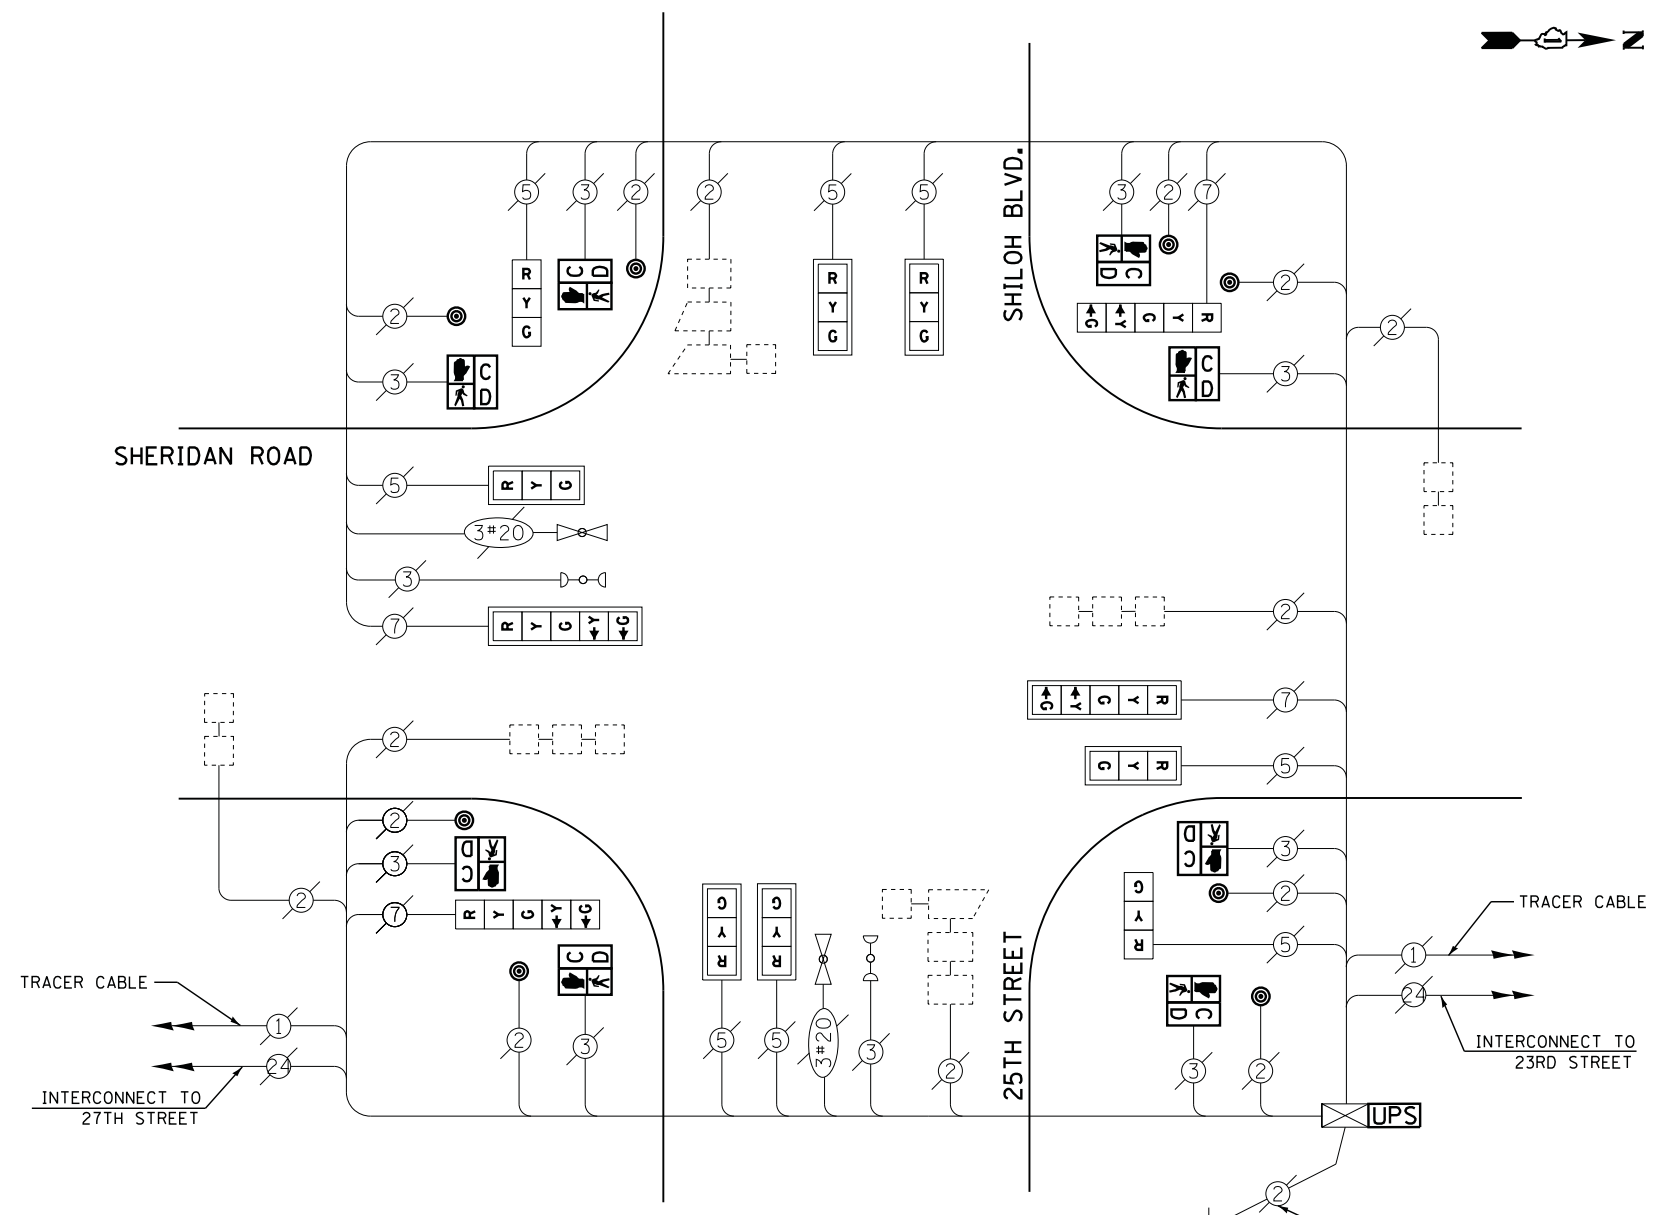 N
SHILOH BLVD.
5
3
2
2
5
5
3
2
7
R
Y
G
C D
R
Y
G
R
Y
G
C D
2
2
2
G Y G Y R
3
C
D
3
C
D
SHERIDAN ROAD
5
R Y G
3#20
3
7
R Y G Y G
2
G Y G Y R
7
2
G Y R
5
2
3
C D
7
R Y G Y G
2
C D
3
G
Y
R
G
Y
R
C D
3
G
Y
R
2
5
TRACER CABLE
1
24
INTERCONNECT TO
23RD STREET
TRACER CABLE
1
24
INTERCONNECT TO
27TH STREET
C D
2
3
5
5
3#20
3
2
25TH STREET
3
2
UPS
2